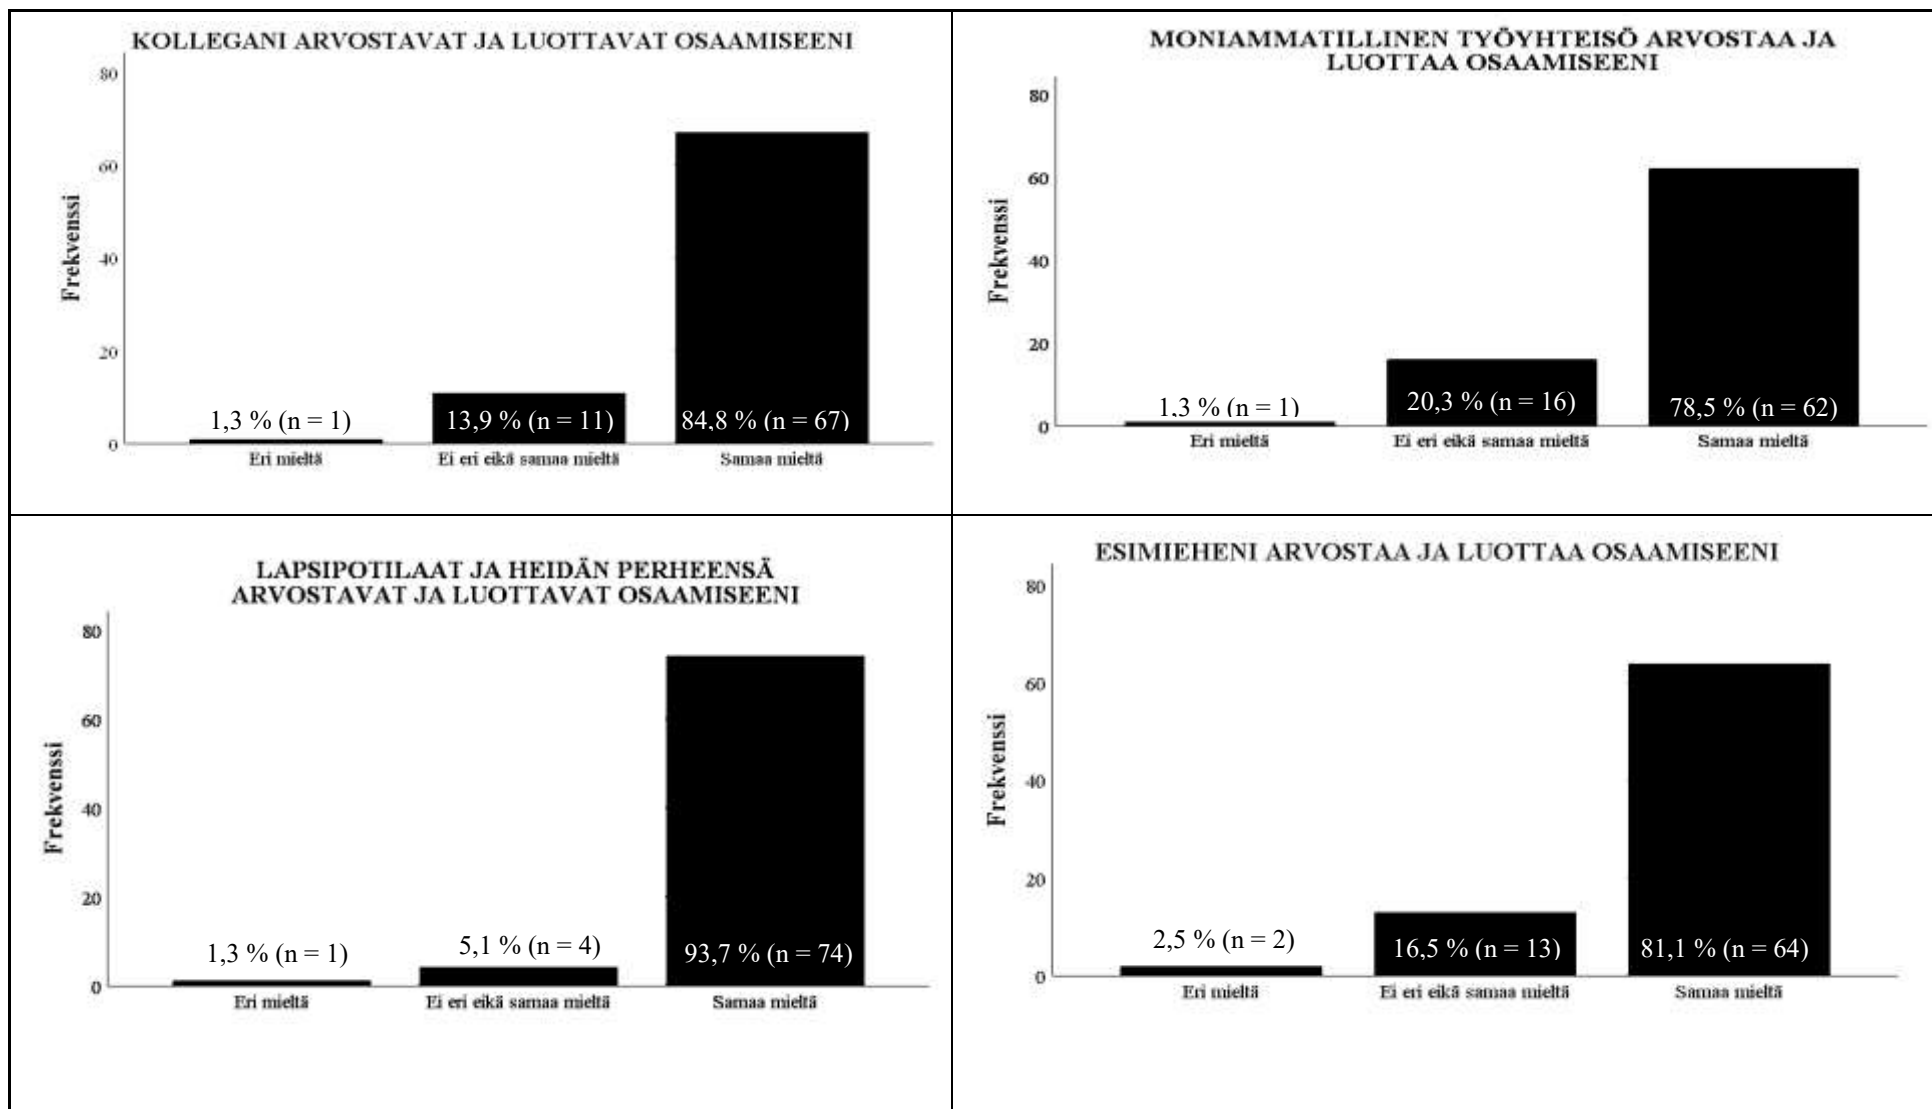 KOLLEGANI ARVOSTAVAT JA LUOTTAVAT OSAAMISEENI
80
60
40
20
0
Frekvenssi
1,3 % (n = 1)
13,9 % (n = 11)
84,8 % (n = 67)
Eri mieltä
Ei eri eikä samaa mieltä
Samaa mieltä
MONIAMMATILLINEN TYÖYHTEISÖ ARVOSTAA JA
LUOTTAA OSAAMISEENI
80
60
40
20
0
Frekvenssi
1,3 % (n = 1)
20,3 % (n = 16)
78,5 % (n = 62)
Eri mieltä
Ei eri eikä samaa mieltä
Samaa mieltä
LAPSIPOTILAAT JA HEIDÄN PERHEENSÄ
ARVOSTAVAT JA LUOTTAVAT OSAAMISEENI
80
60
40
20
0
Frekvenssi
1,3 % (n = 1)
5,1 % (n = 4)
93,7 % (n = 74)
Eri mieltä
Ei eri eikä samaa mieltä
Samaa mieltä
ESIMIEHENI ARVOSTAA JA LUOTTAA OSAAMISEENI
80
60
40
20
0
Frekvenssi
2,5 % (n = 2)
16,5 % (n = 13)
81,1 % (n = 64)
Eri mieltä
Ei eri eikä samaa mieltä
Samaa mieltä